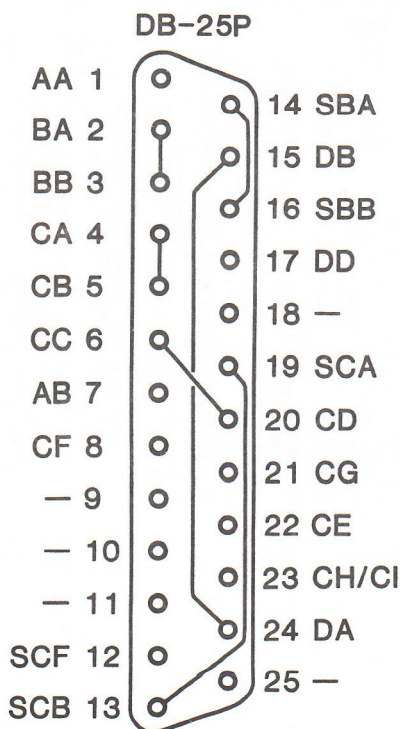 DB-25P
AA 1
BA 2
BB 3
CA 4
CB 5
CC 6
AB 7
CF 8
— 9
— 10
— 11
SCF 12
SCB 13
14 SBA
15 DB
16 SBB
17 DD
18 —
19 SCA
20 CD
21 CG
22 CE
23 CH/CI
24 DA
25 —